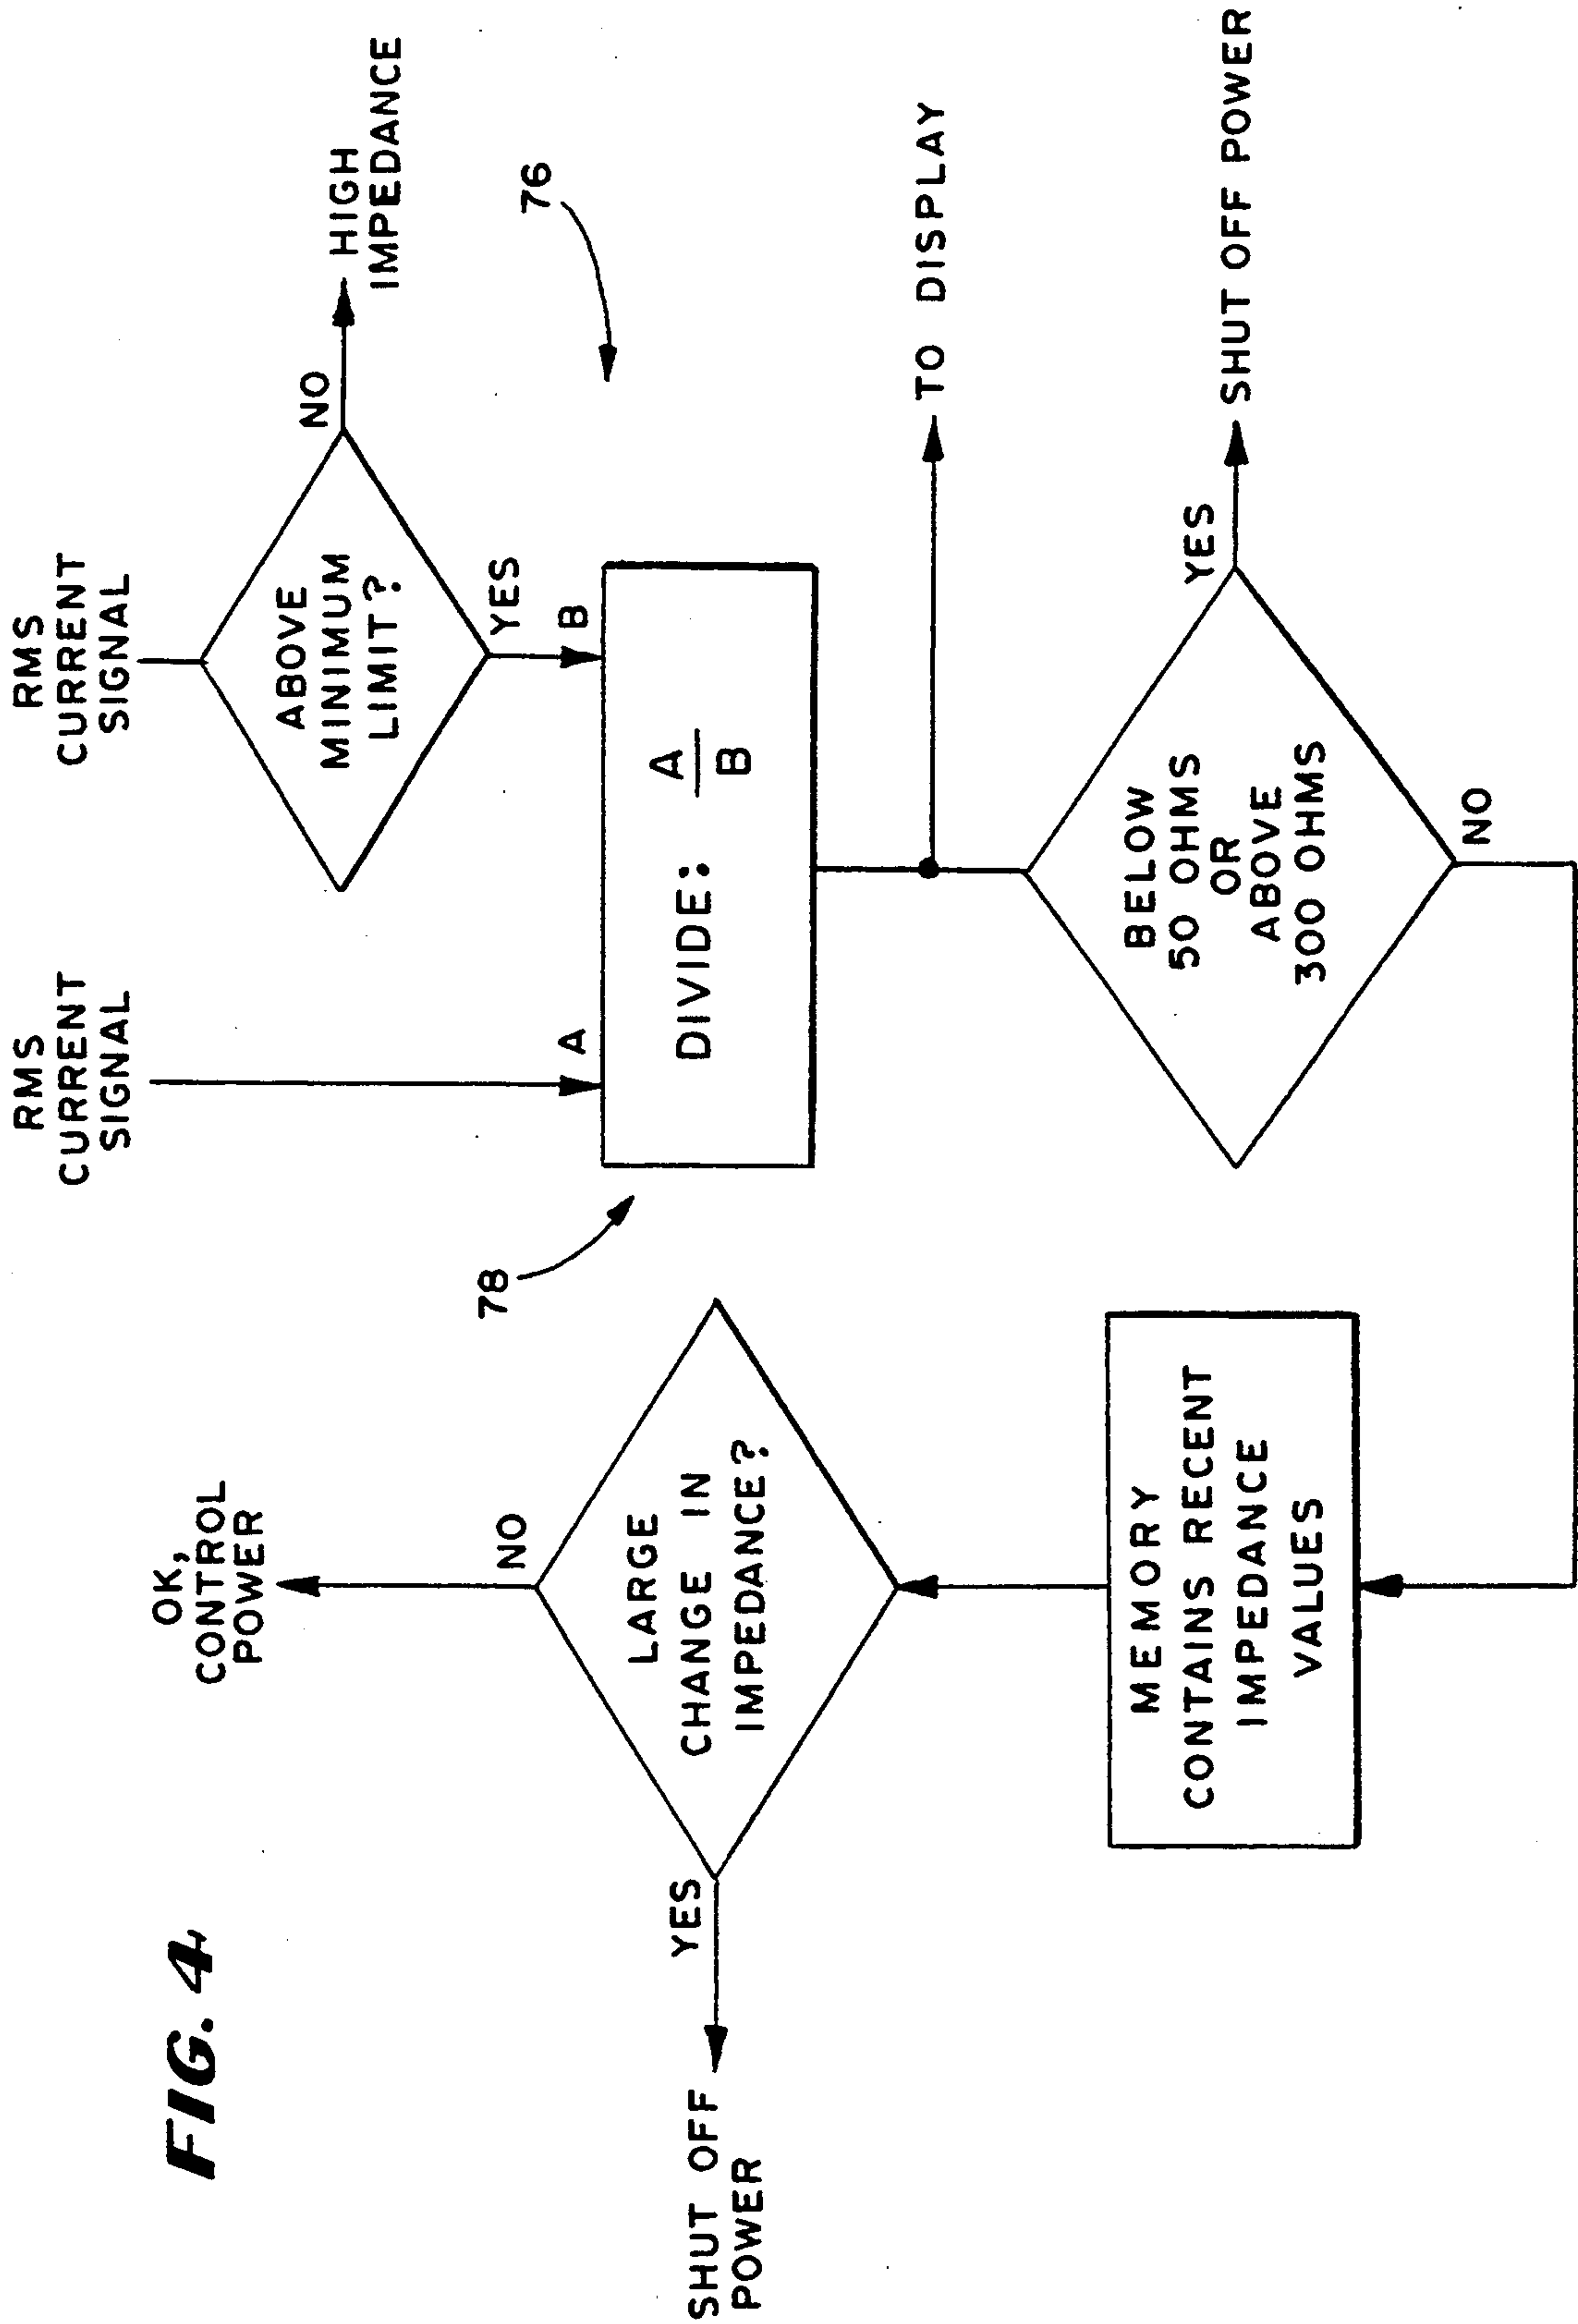 FIG. 4
RMS
CURRENT
SIGNAL
RMS
CURRENT
SIGNAL
ABOVE
MINIMUM
LIMIT?
NO
HIGH
IMPEDANCE
YES
A
B
76
78
DIVIDE: A
B
TO DISPLAY
BELOW
50 OHMS
OR
ABOVE
300 OHMS
YES
SHUT OFF POWER
NO
MEMORY
CONTAINS RECENT
IMPEDANCE
VALUES
LARGE
CHANGE IN
IMPEDANCE?
NO
OK,
CONTROL
POWER
YES
SHUT OFF
POWER